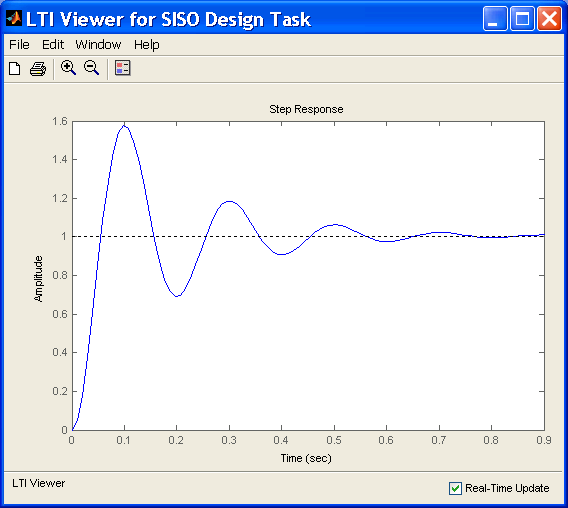 LTI Viewer for SISO Design Task
File Edit Window Help
Step Response
1.6
1.4
1.2
1
0.8
0.6
0.4
0.2
0
Amplitude
0 0.1 0.2 0.3 0.4 0.5 0.6 0.7 0.8 0.9
Time (sec)
LTI Viewer
Real-Time Update